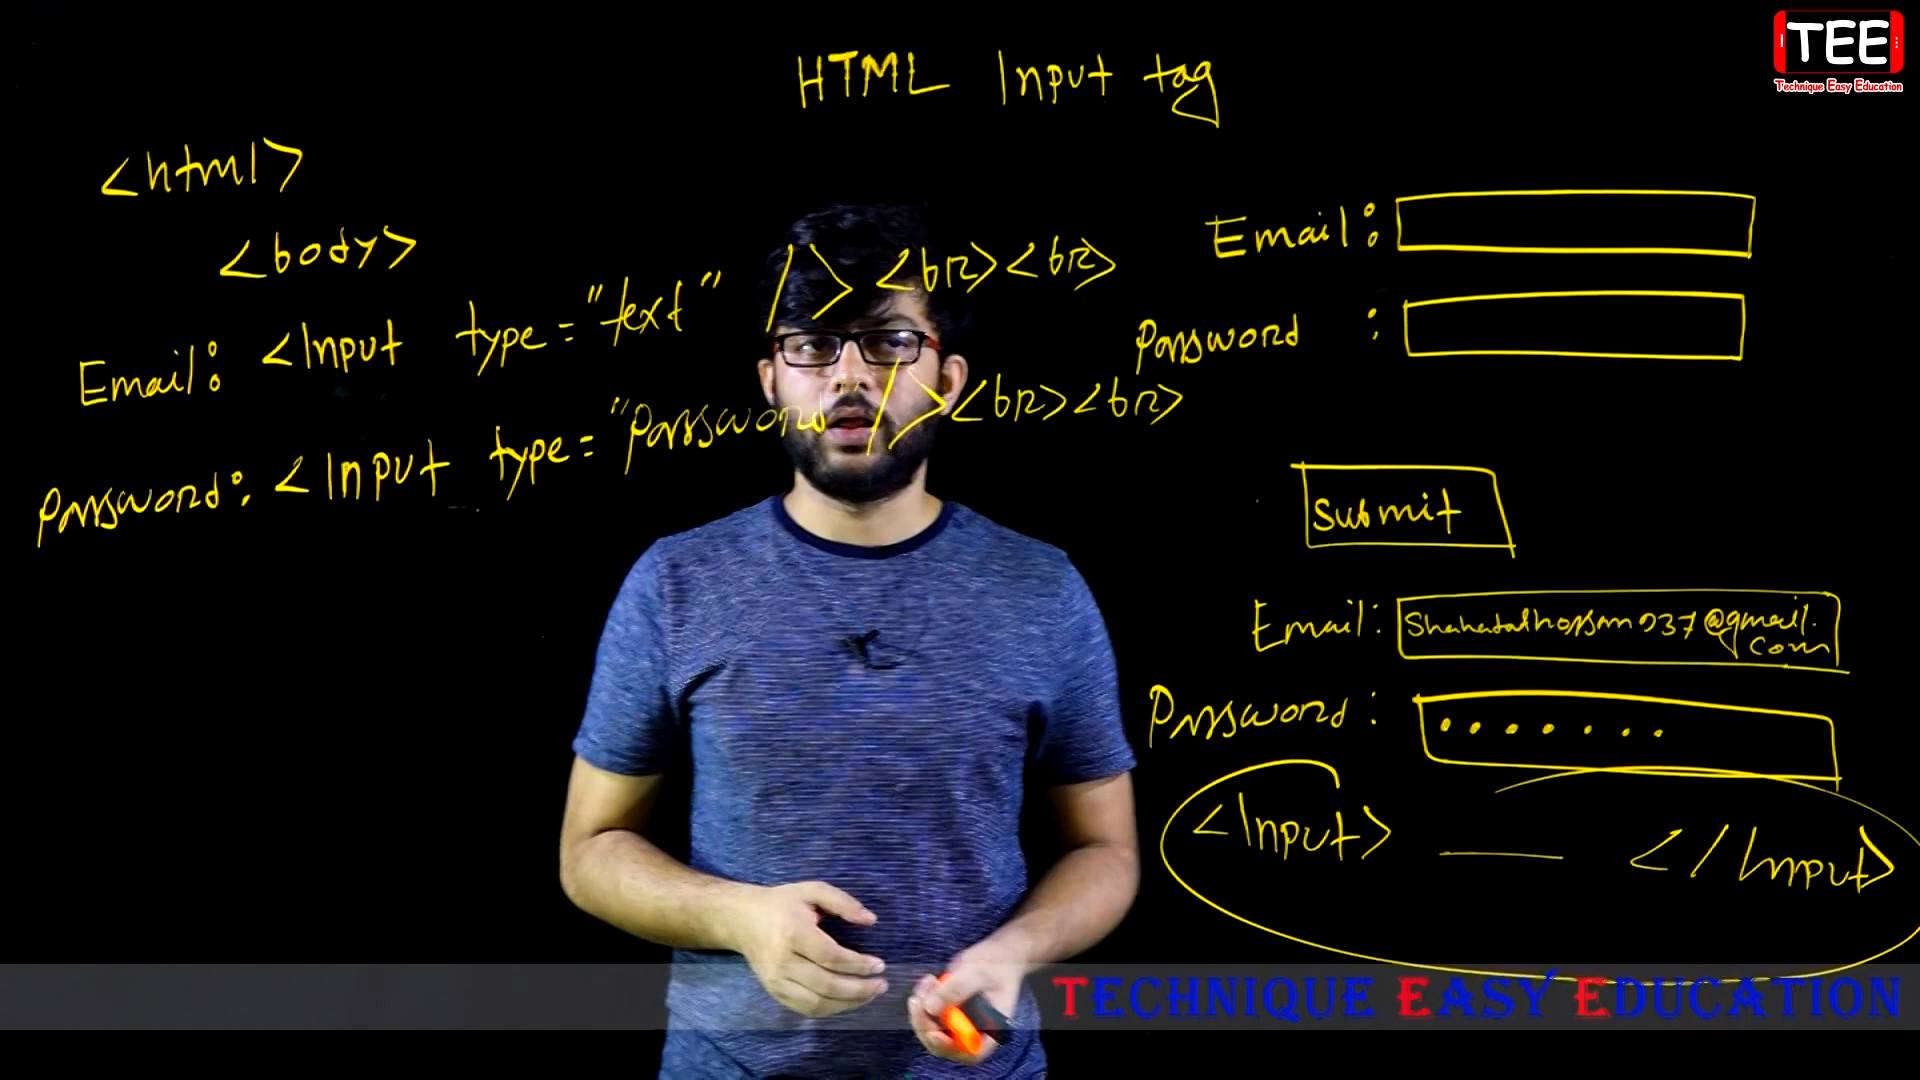 TEE
Technique Easy Education
HTML Input tag
<html>
<body>
Email: <Input type="text" /> <br><br>
Password: <Input type="Password /><br><br>
Email:
Password :
Submit
Email:
@gmail.
com
Password : .......
<Input> — </Input>
TECHNIQUE EASY EDUCATION